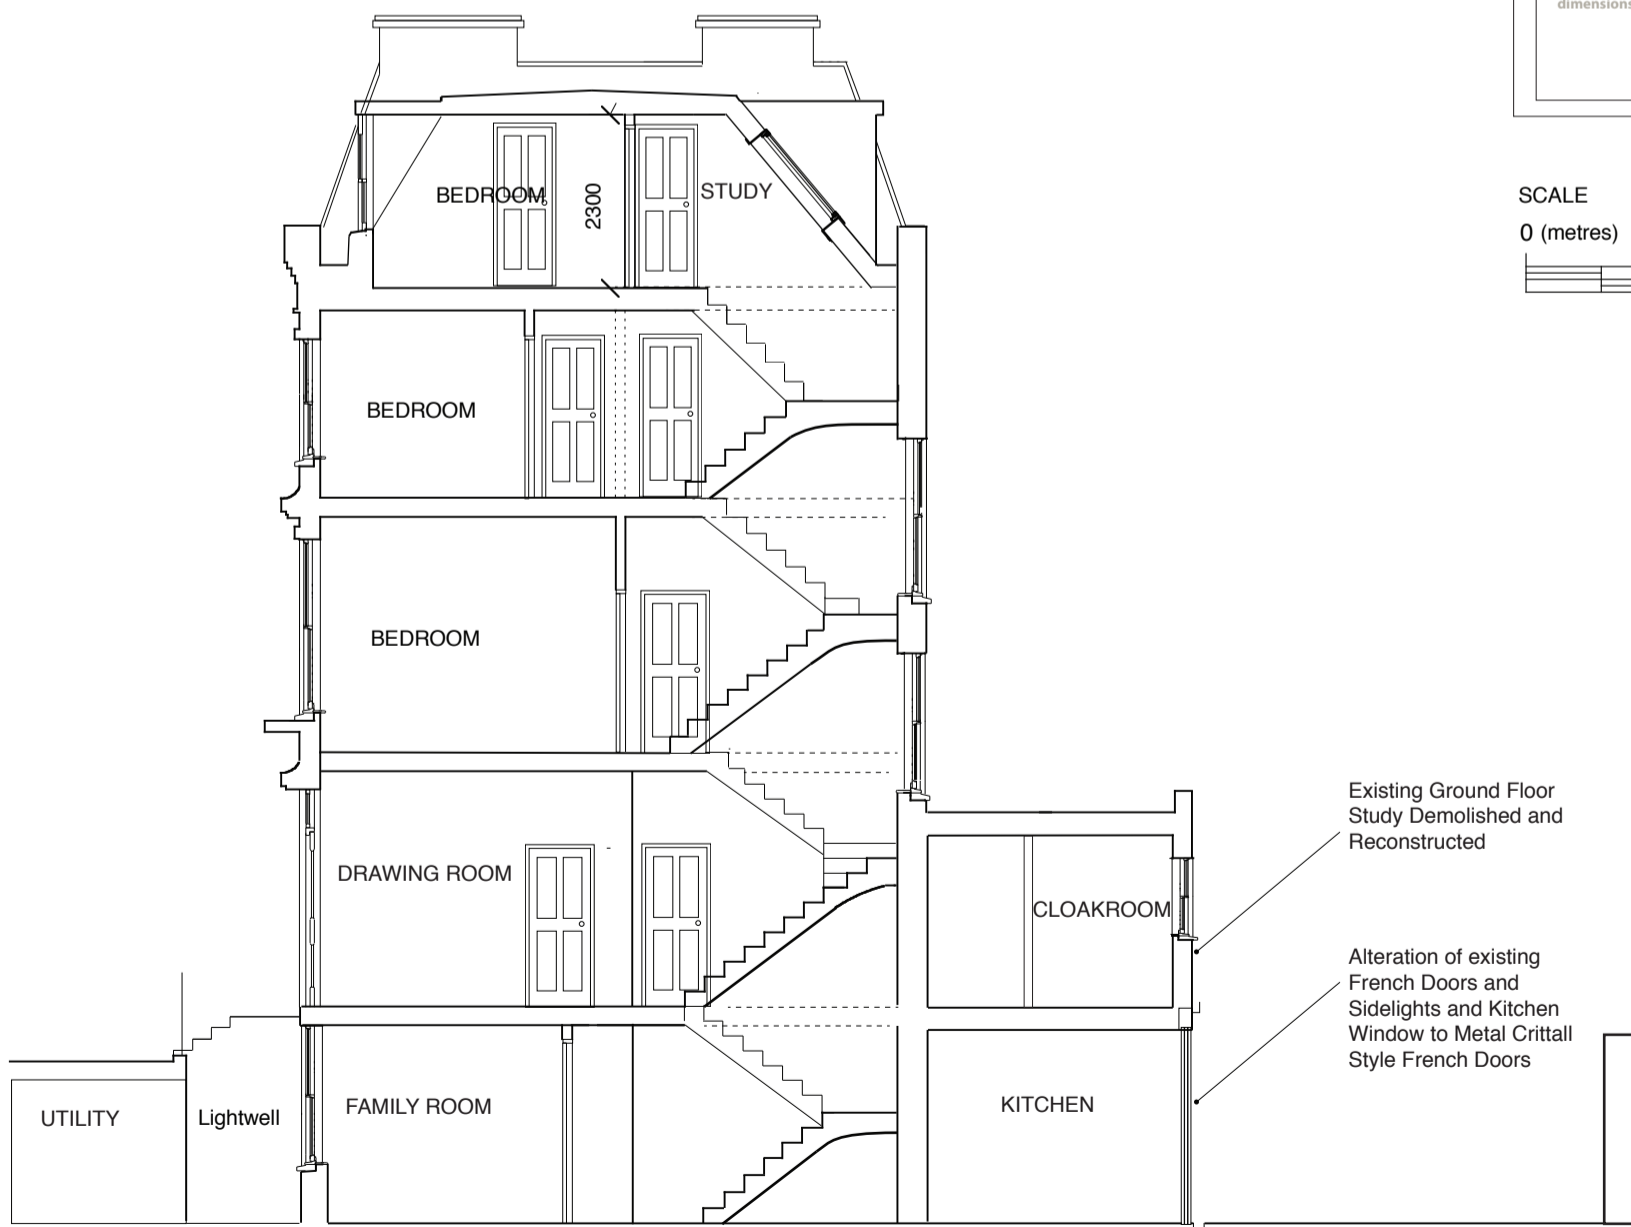 dimensions
SCALE
0 (metres)
BEDROOM
2300
STUDY
BEDROOM
BEDROOM
DRAWING ROOM
CLOAKROOM
Existing Ground Floor
Study Demolished and
Reconstructed
Alteration of existing
French Doors and
Sidelights and Kitchen
Window to Metal Crittall
Style French Doors
UTILITY
Lightwell
FAMILY ROOM
KITCHEN